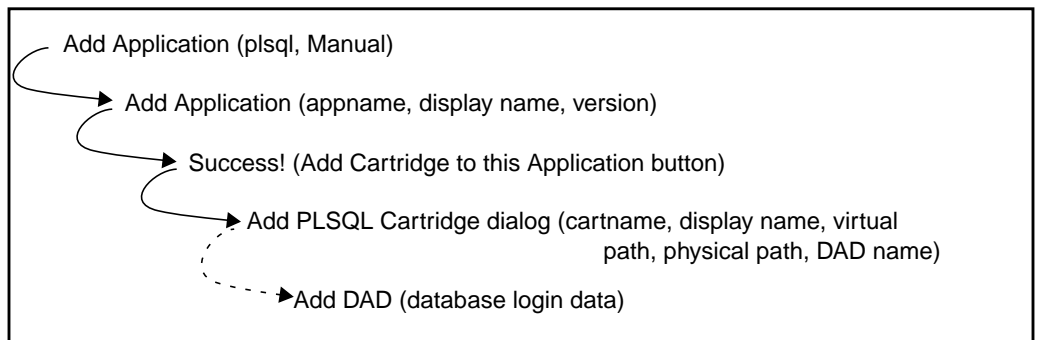 Add Application (plsql, Manual)
Add Application (appname, display name, version)
Success! (Add Cartridge to this Application button)
Add PLSQL Cartridge dialog (cartname, display name, virtual
path, physical path, DAD name)
Add DAD (database login data)